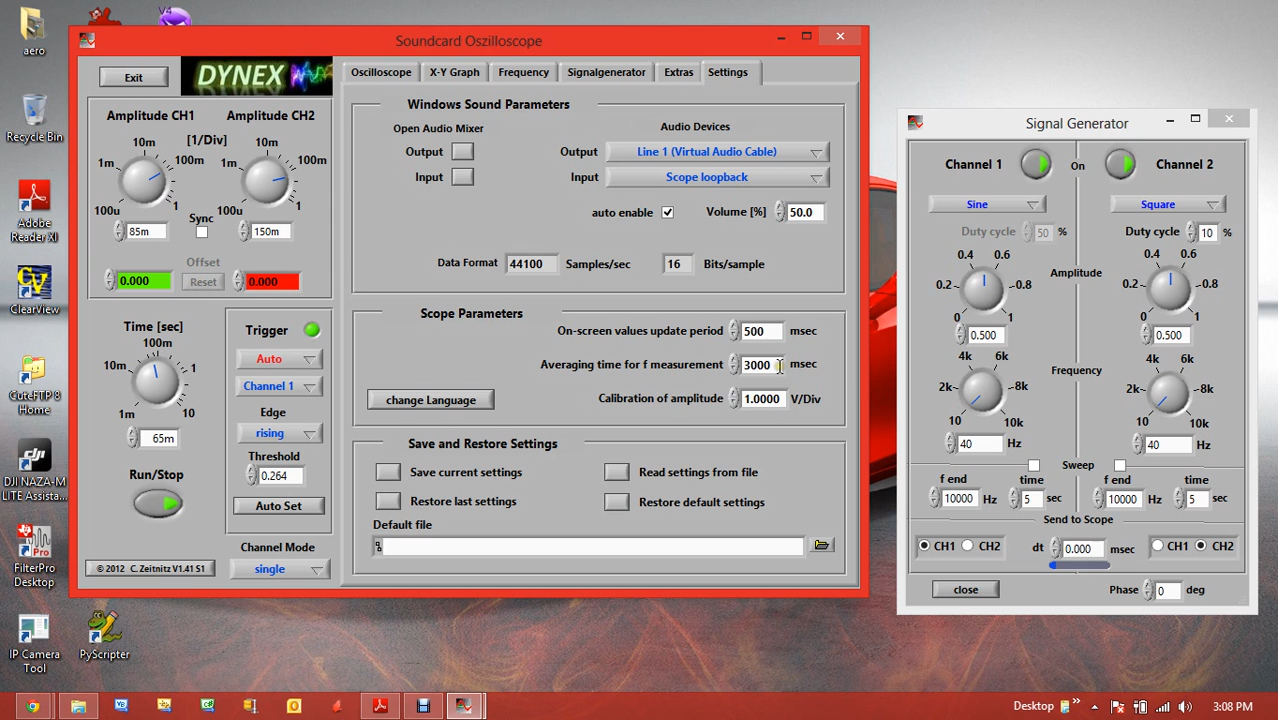 V4
aero
Recycle Bin
Adobe
Reader XI
ClearView
CuteFTP 8
Home
DJI NAZA-M
LITE Assista...
FilterPro
Desktop
IP Camera
Tool
PyScripter
Soundcard Oszilloscope
Exit
DYNEX
Oscilloscope
X-Y Graph
Frequency
Signalgenerator
Extras
Settings
Amplitude CH1
Amplitude CH2
[1/Div]
10m
1m
100m
100u
1
10m
1m
100m
100u
1
Sync
85m
150m
Offset
0.000
Reset
0.000
Time [sec]
100m
10m
1m
10
65m
Run/Stop
Trigger
Auto
Channel 1
Edge
rising
Threshold
0.264
Auto Set
Channel Mode
single
© 2012 C. Zeitnitz V1.41 S1
Windows Sound Parameters
Open Audio Mixer
Audio Devices
Output
Output
Line 1 (Virtual Audio Cable)
Input
Input
Scope loopback
auto enable
Volume [%]
50.0
Data Format
44100
Samples/sec
16
Bits/sample
Scope Parameters
On-screen values update period
500
msec
Averaging time for f measurement
3000
msec
change Language
Calibration of amplitude
1.0000
V/Div
Save and Restore Settings
Save current settings
Read settings from file
Restore last settings
Restore default settings
Default file
Signal Generator
Channel 1
On
Channel 2
Sine
Square
Duty cycle
50
%
Duty cycle
10
%
Amplitude
0.4
0.6
0.2
0.8
0
1
0.500
0.4
0.6
0.2
0.8
0
1
0.500
Frequency
4k
6k
2k
8k
10
10k
40
Hz
4k
6k
2k
8k
10
10k
40
Hz
Sweep
f end
time
10000
Hz
5
sec
f end
time
10000
Hz
5
sec
Send to Scope
CH1
CH2
dt
0.000
msec
CH1
CH2
close
Phase
0
deg
Desktop
3:08 PM